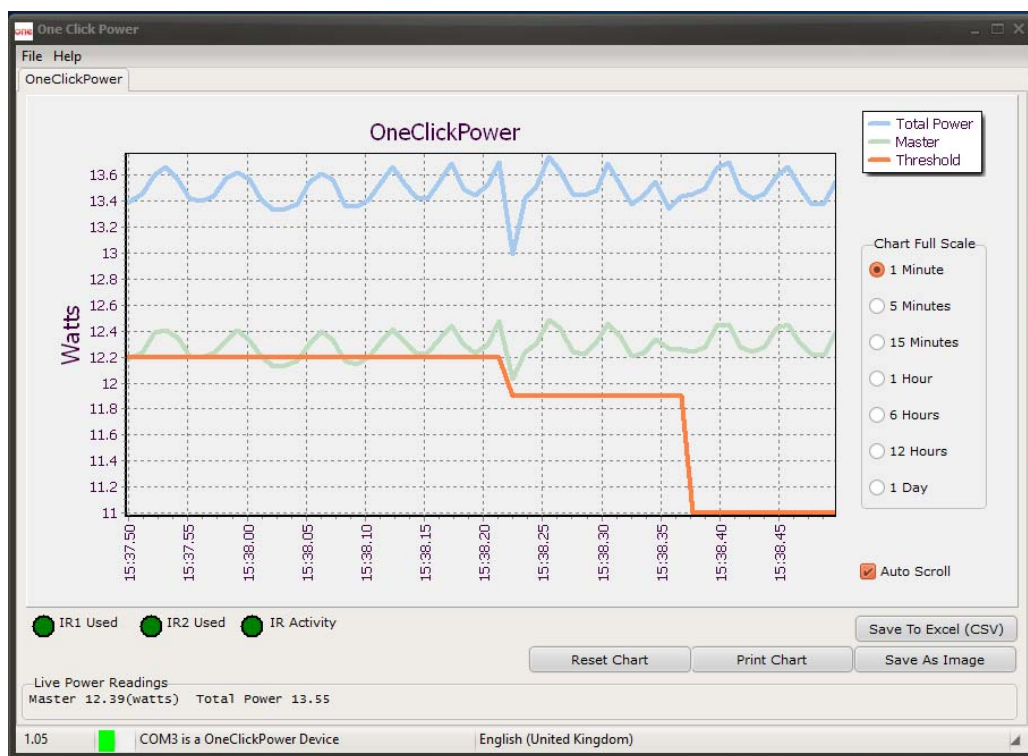 one One Click Power
File Help
OneClickPower
OneClickPower
Total Power
Master
Threshold
Watts
13.6
13.4
13.2
13
12.8
12.6
12.4
12.2
12
11.8
11.6
11.4
11.2
11
15:37.50
15:37.55
15:38.00
15:38.05
15:38.10
15:38.15
15:38.20
15:38.25
15:38.30
15:38.35
15:38.40
15:38.45
Chart Full Scale
1 Minute
5 Minutes
15 Minutes
1 Hour
6 Hours
12 Hours
1 Day
Auto Scroll
IR1 Used IR2 Used IR Activity
Save To Excel (CSV)
Reset Chart Print Chart Save As Image
Live Power Readings
Master 12.39(watts) Total Power 13.55
1.05 COM3 is a OneClickPower Device English (United Kingdom)